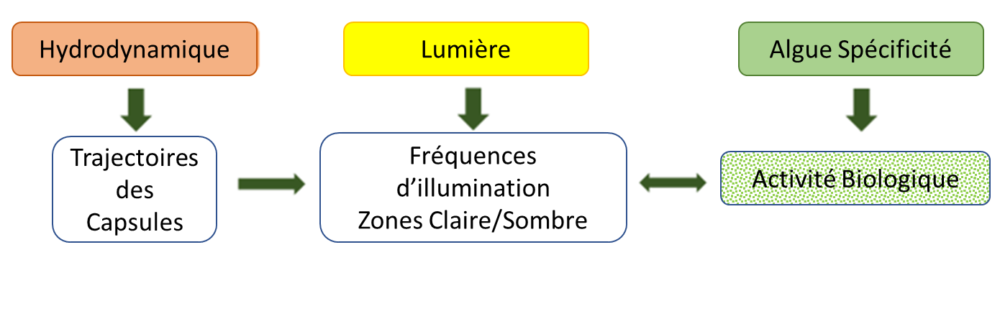 Hydrodynamique
Lumière
Algue Spécificité
Trajectoires
des
Capsules
Fréquences
d’illumination
Zones Claire/Sombre
Activité Biologique